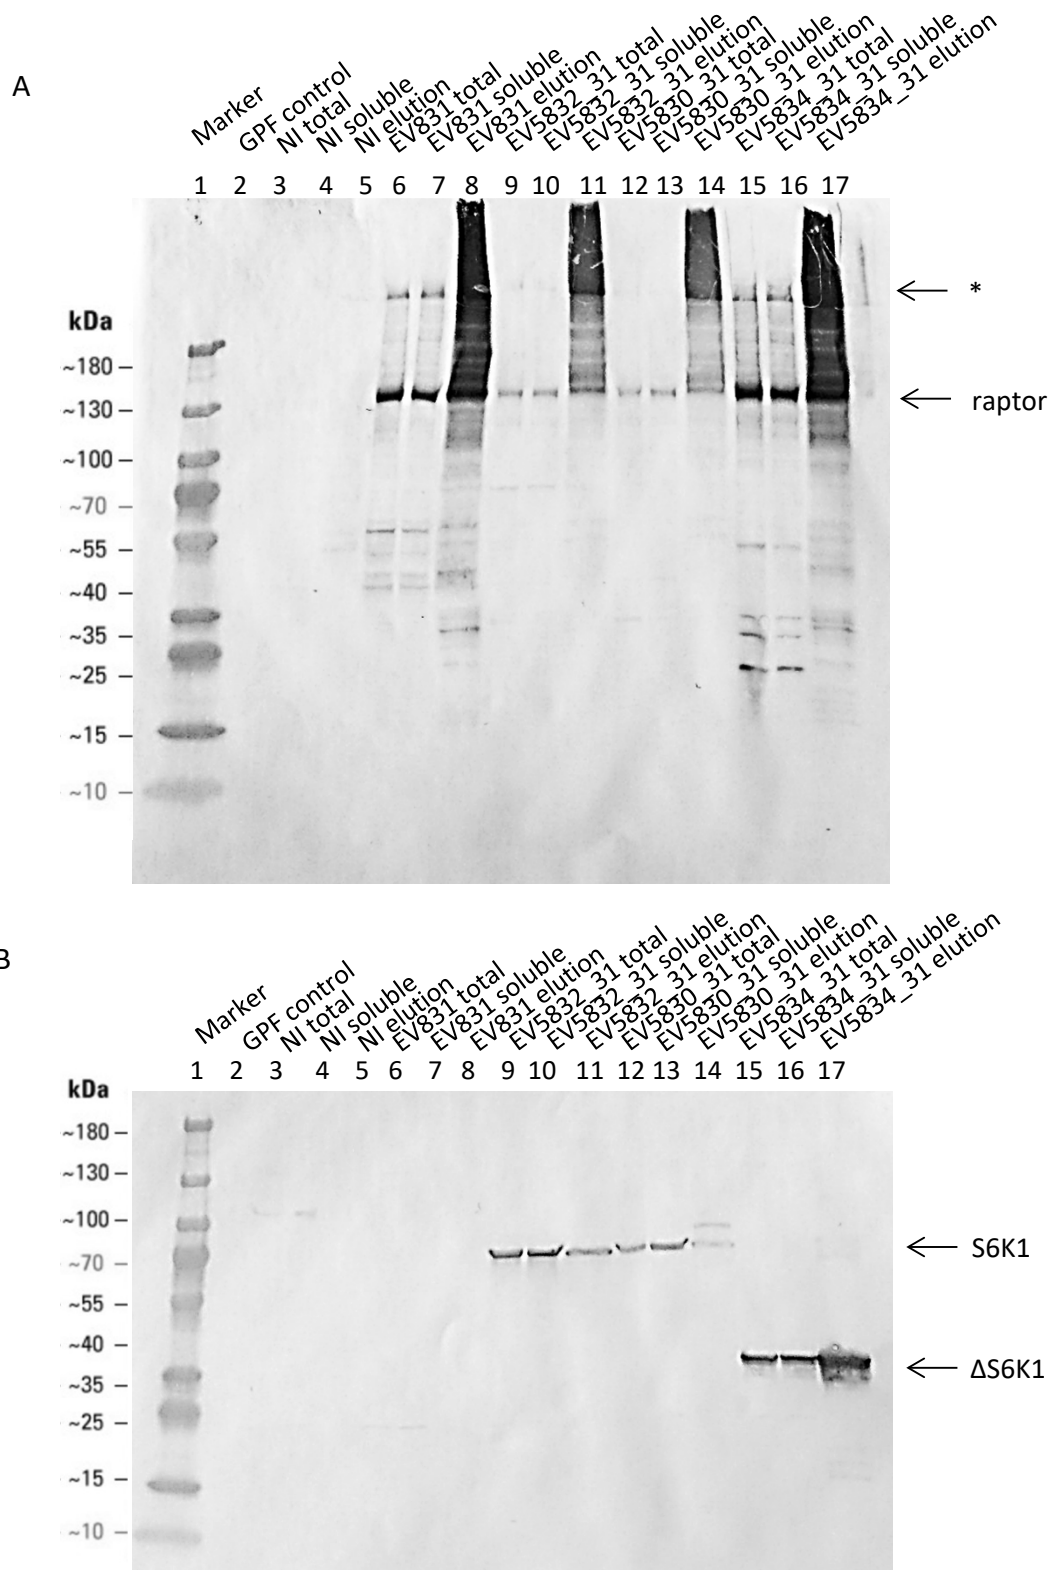 A
Marker
GPF control
NI total
NI soluble
NI elution
EV831 total
EV831 soluble
EV831 elution
EV5832_31 total
EV5832_31 soluble
EV5832_31 elution
EV5830_31 total
EV5830_31 soluble
EV5830_31 elution
EV5834_31 total
EV5834_31 soluble
EV5834_31 elution
1 2 3 4 5 6 7 8 9 10 11 12 13 14 15 16 17
kDa
*
~180
raptor
~130
~100
~70
~55
~40
~35
~25
~15
~10
B
Marker
GPF control
NI total
NI soluble
NI elution
EV831 total
EV831 soluble
EV831 elution
EV5832_31 total
EV5832_31 soluble
EV5832_31 elution
EV5830_31 total
EV5830_31 soluble
EV5830_31 elution
EV5834_31 total
EV5834_31 soluble
EV5834_31 elution
1 2 3 4 5 6 7 8 9 10 11 12 13 14 15 16 17
kDa
~180
~130
~100
S6K1
~70
~55
~40
ΔS6K1
~35
~25
~15
~10